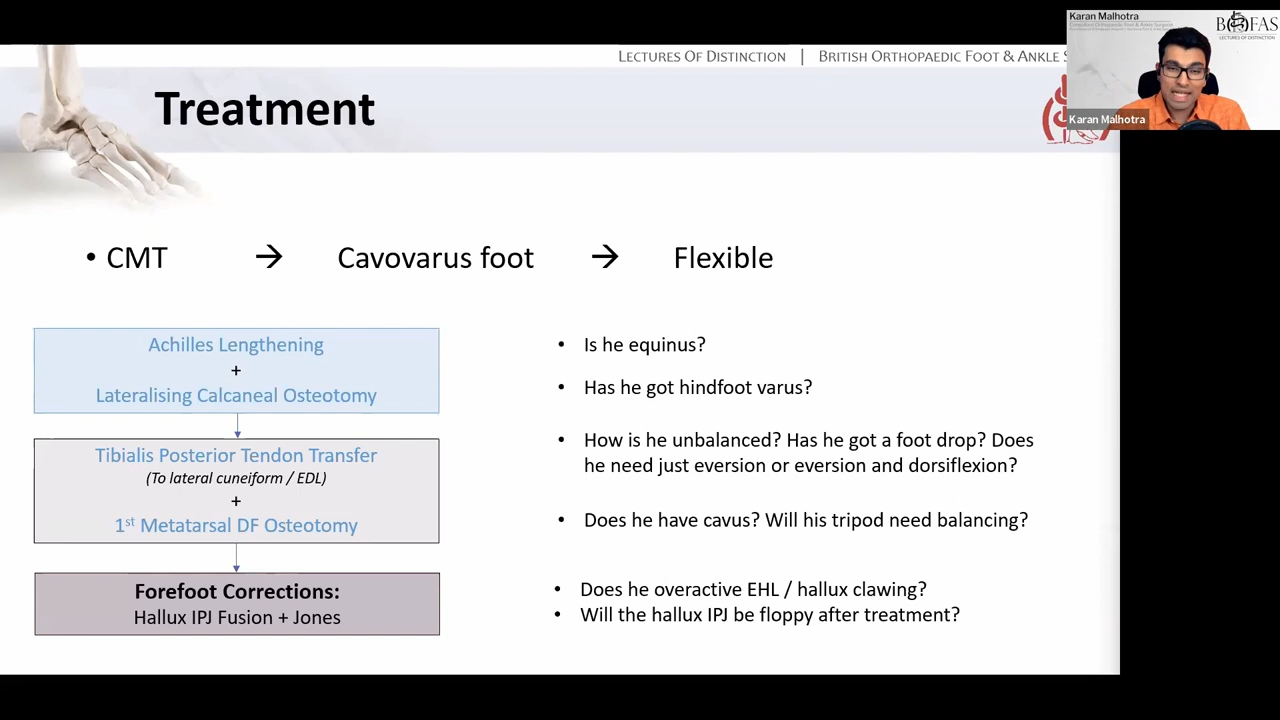 Karan Malhotra
BOFAS
LECTURES OF DISTINCTION
LECTURES OF DISTINCTION | BRITISH ORTHOPAEDIC FOOT & ANKLE S
Karan Malhotra
Treatment
• CMT → Cavovarus foot → Flexible
Achilles Lengthening
+
Lateralising Calcaneal Osteotomy
Tibialis Posterior Tendon Transfer
(To lateral cuneiform / EDL)
+
1st Metatarsal DF Osteotomy
Forefoot Corrections:
Hallux IPJ Fusion + Jones
• Is he equinus?
• Has he got hindfoot varus?
• How is he unbalanced? Has he got a foot drop? Does
he need just eversion or eversion and dorsiflexion?
• Does he have cavus? Will his tripod need balancing?
• Does he overactive EHL / hallux clawing?
• Will the hallux IPJ be floppy after treatment?